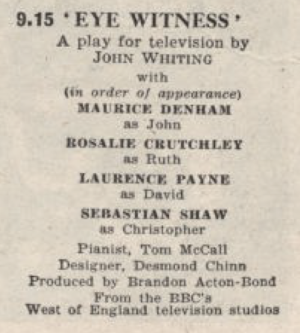 9.15 ‘EYE WITNESS’
A play for television by
JOHN WHITING
with
(in order of appearance)
MAURICE DENHAM
as John
ROSALIE CRUTCHLEY
as Ruth
LAURENCE PAYNE
as David
SEBASTIAN SHAW
as Christopher
Pianist, Tom McCall
Designer, Desmond Chinn
Produced by Brandon Acton-Bond
From the BBC's
West of England television studios